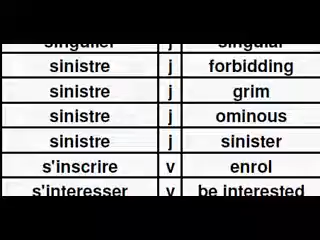 singulier j singular
sinistre j forbidding
sinistre j grim
sinistre j ominous
sinistre j sinister
s'inscrire v enrol
s'interesser v be interested